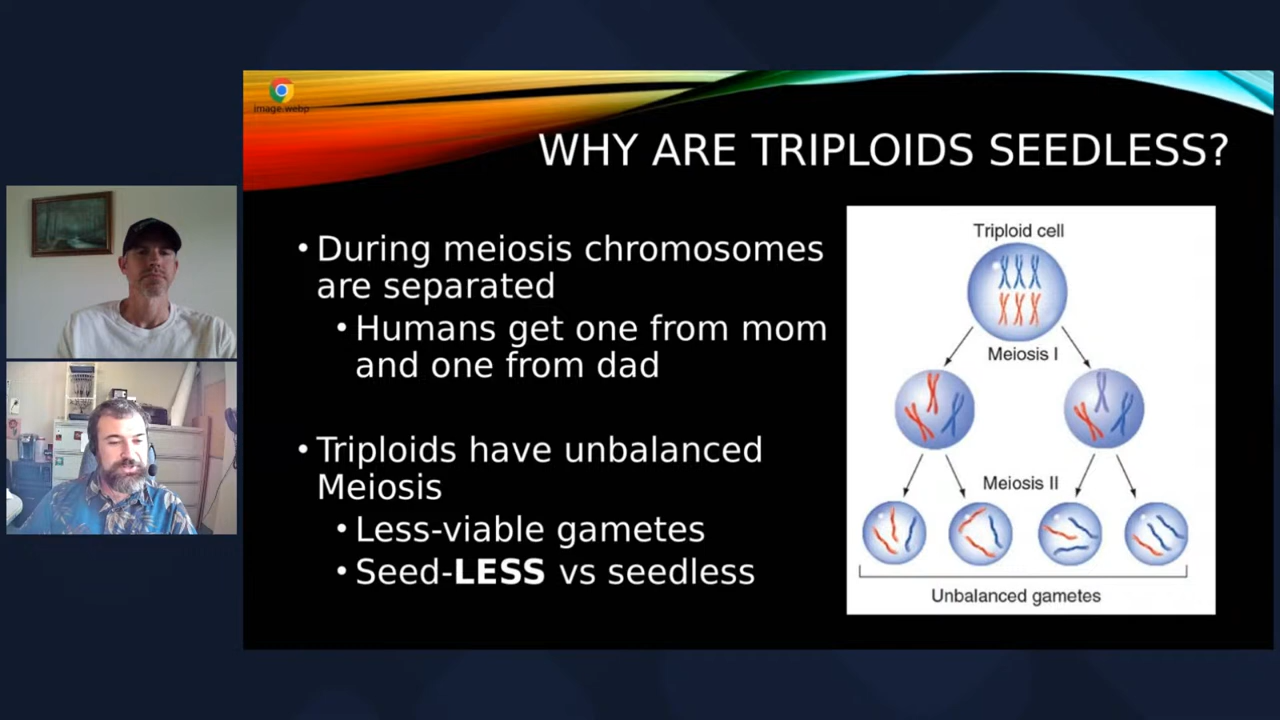 image.webp
WHY ARE TRIPLOIDS SEEDLESS?
• During meiosis chromosomes
are separated
• Humans get one from mom
and one from dad
• Triploids have unbalanced
Meiosis
• Less-viable gametes
• Seed-LESS vs seedless
Triploid cell
Meiosis I
Meiosis II
Unbalanced gametes